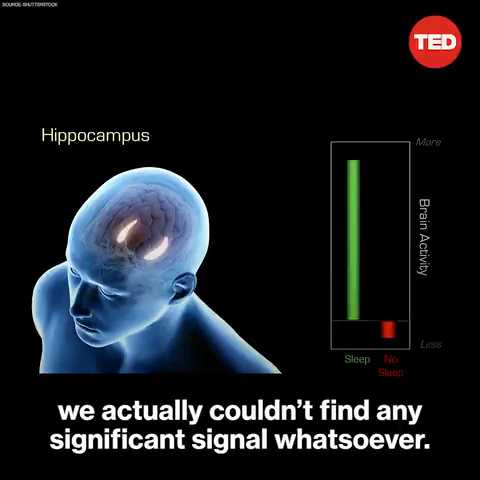 SOURCE: SHUTTERSTOCK
TED
Hippocampus
More
Brain Activity
Less
Sleep
No
Sleep
we actually couldn't find any
significant signal whatsoever.